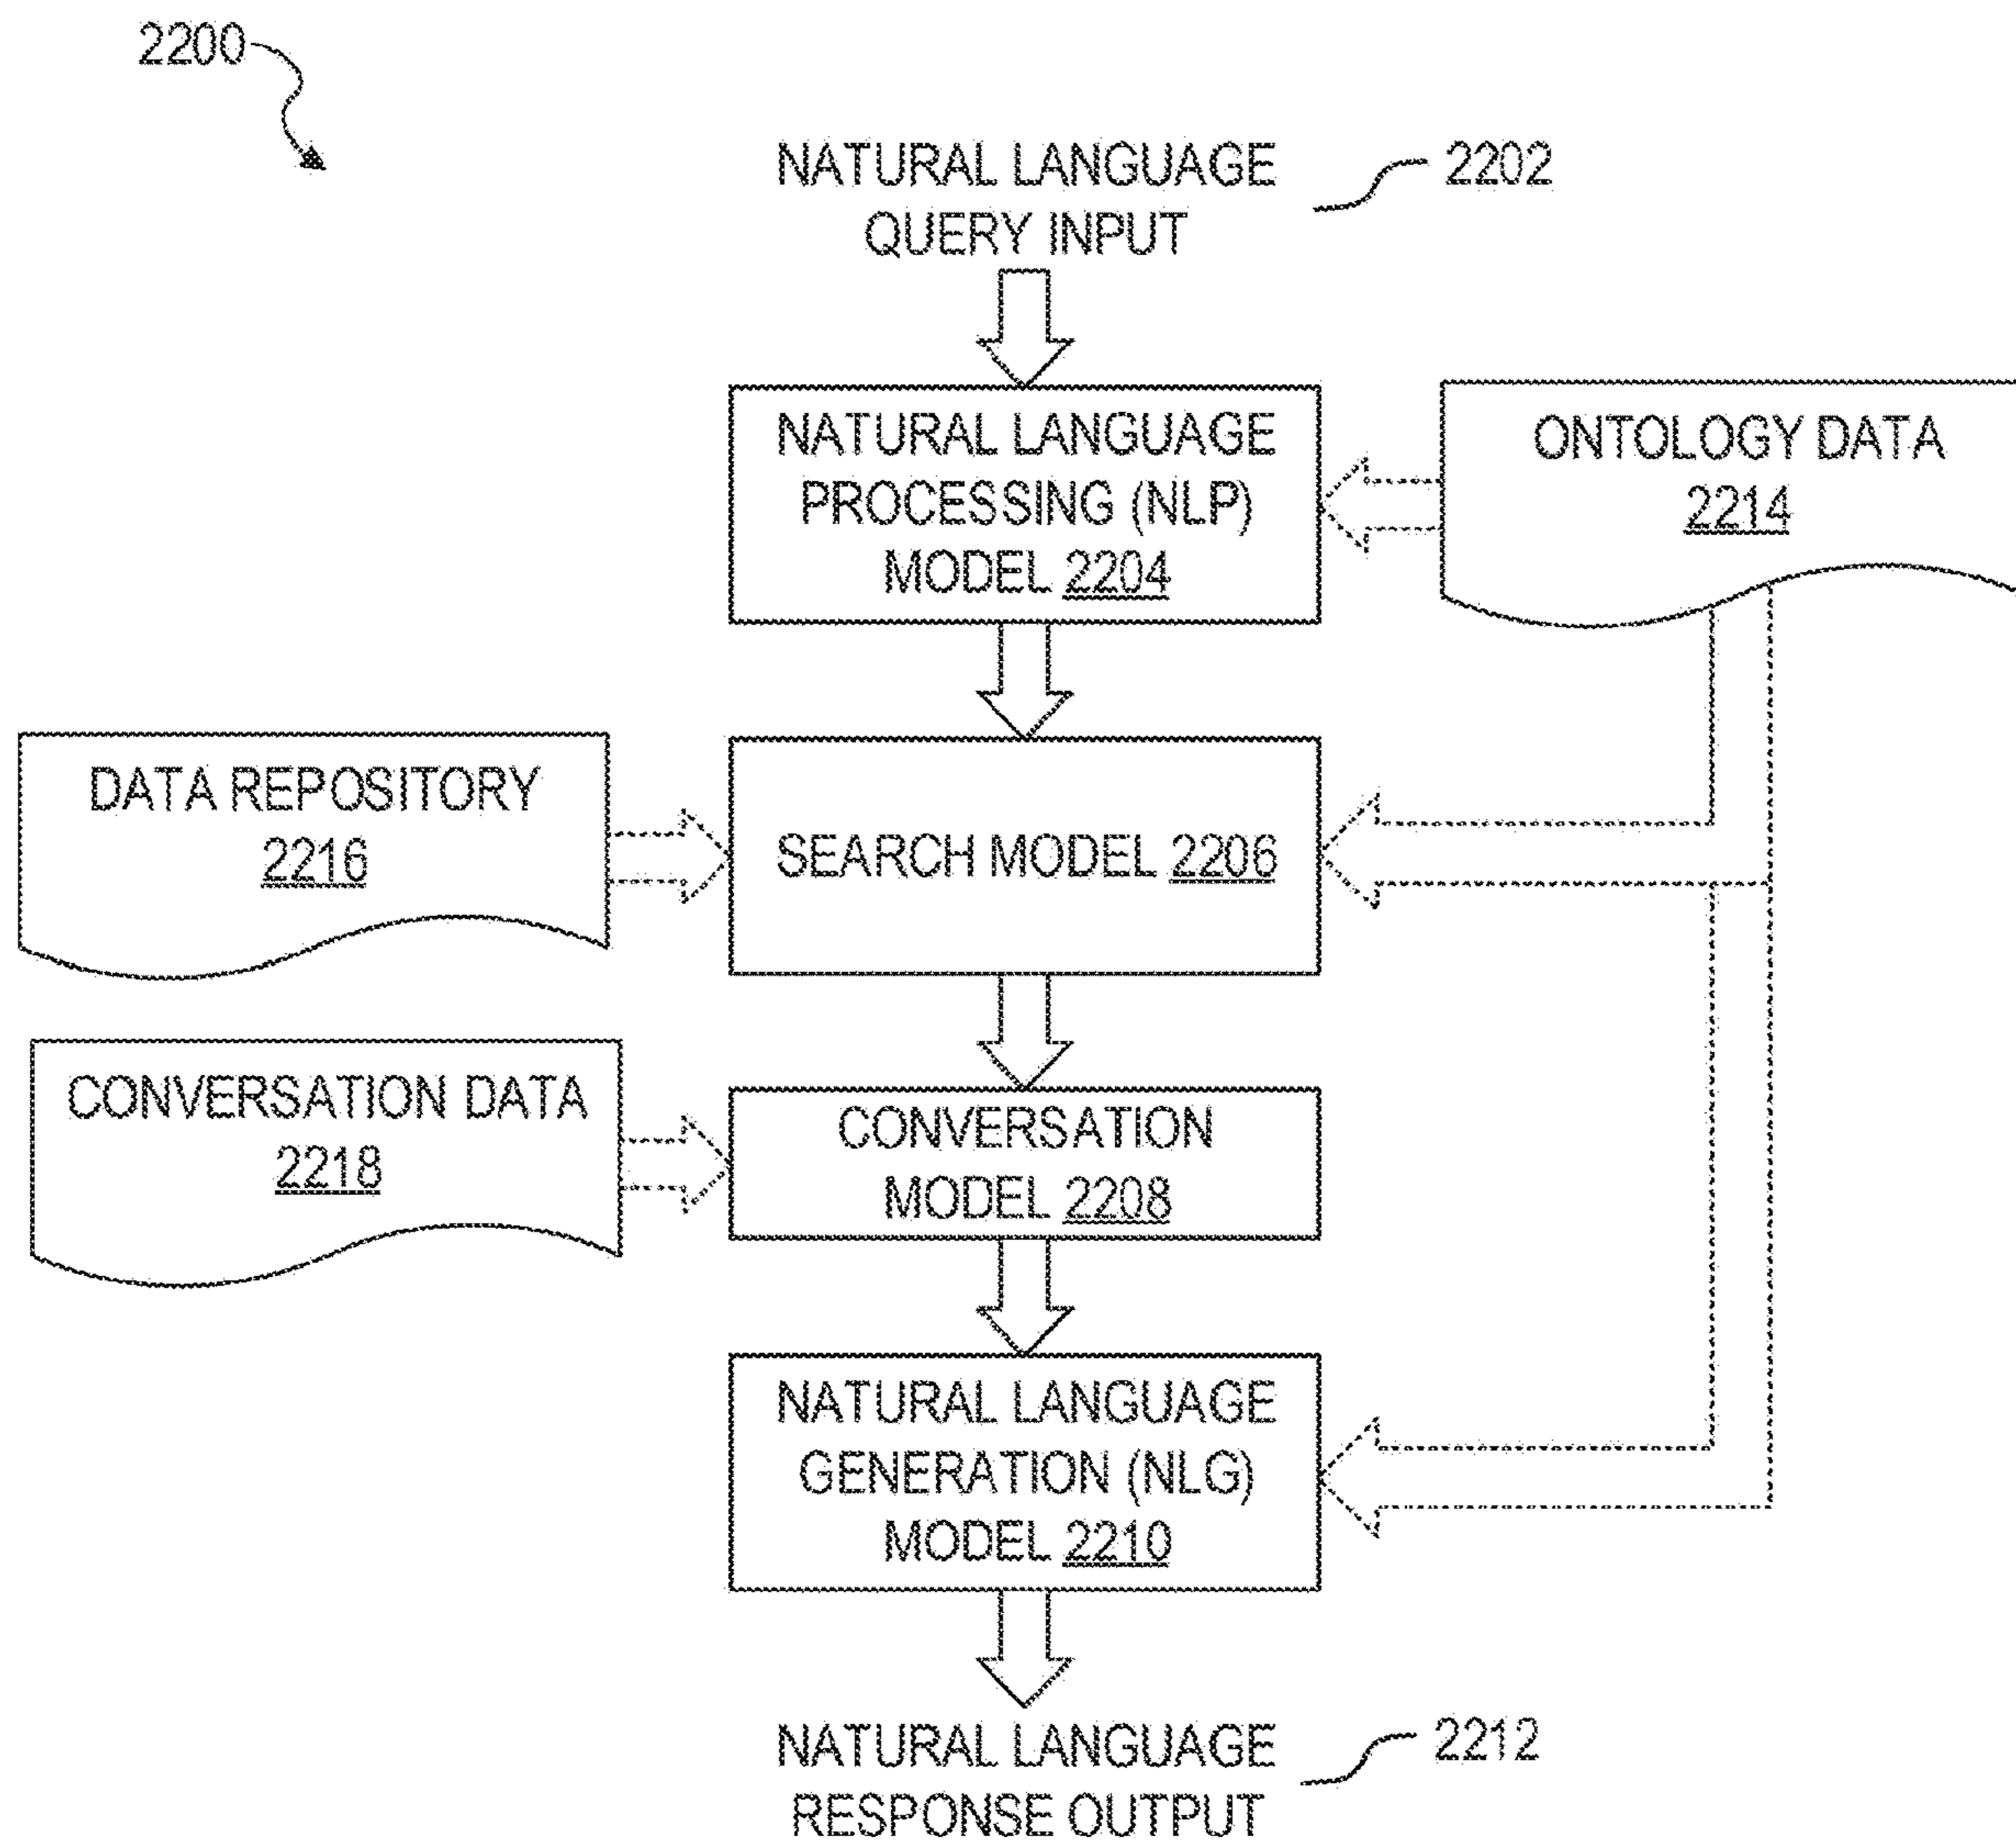 2200
NATURAL LANGUAGE
QUERY INPUT
2202
NATURAL LANGUAGE
PROCESSING (NLP)
MODEL 2204
ONTOLOGY DATA
2214
DATA REPOSITORY
2216
SEARCH MODEL 2206
CONVERSATION DATA
2218
CONVERSATION
MODEL 2208
NATURAL LANGUAGE
GENERATION (NLG)
MODEL 2210
NATURAL LANGUAGE
RESPONSE OUTPUT
2212